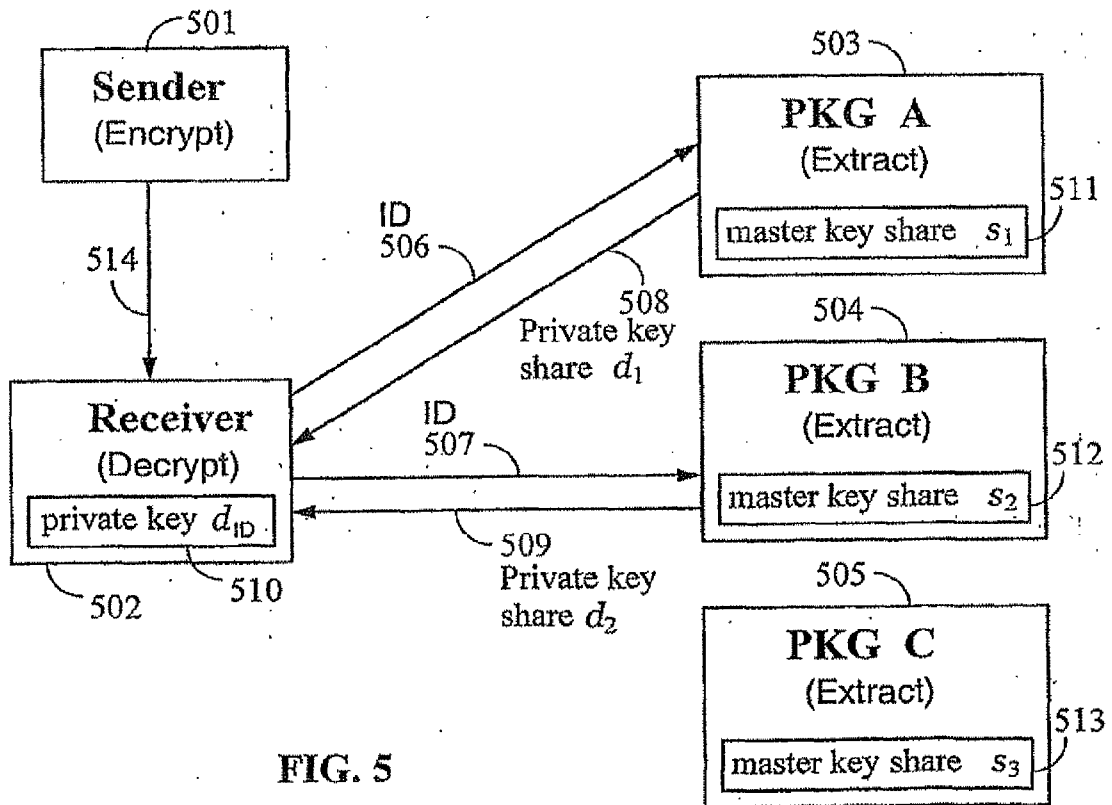 501
Sender
(Encrypt)
514
503
PKG A
(Extract)
511
master key share s₁
ID
506
508
Private key
share d₁
504
PKG B
(Extract)
512
master key share s₂
Receiver
(Decrypt)
private key d_ID
502
510
ID
507
509
Private key
share d₂
505
PKG C
(Extract)
513
master key share s₃
FIG. 5